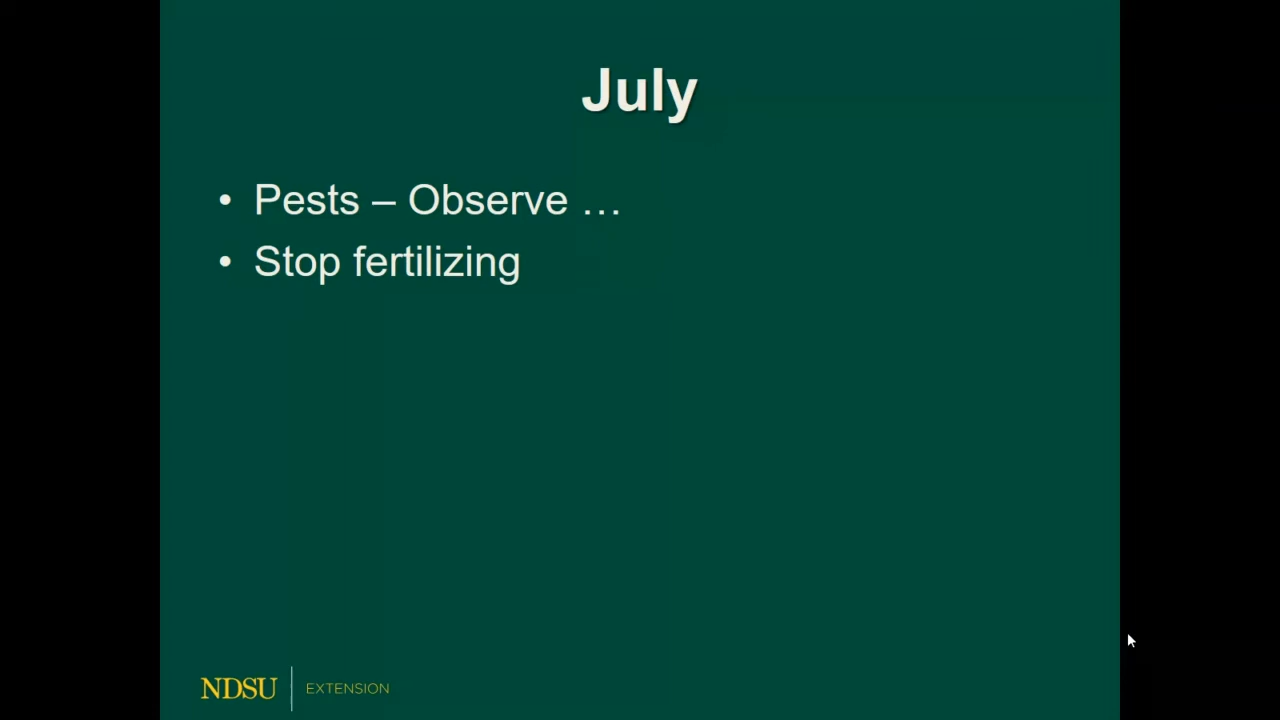 July
• Pests – Observe …
• Stop fertilizing
NDSU | EXTENSION